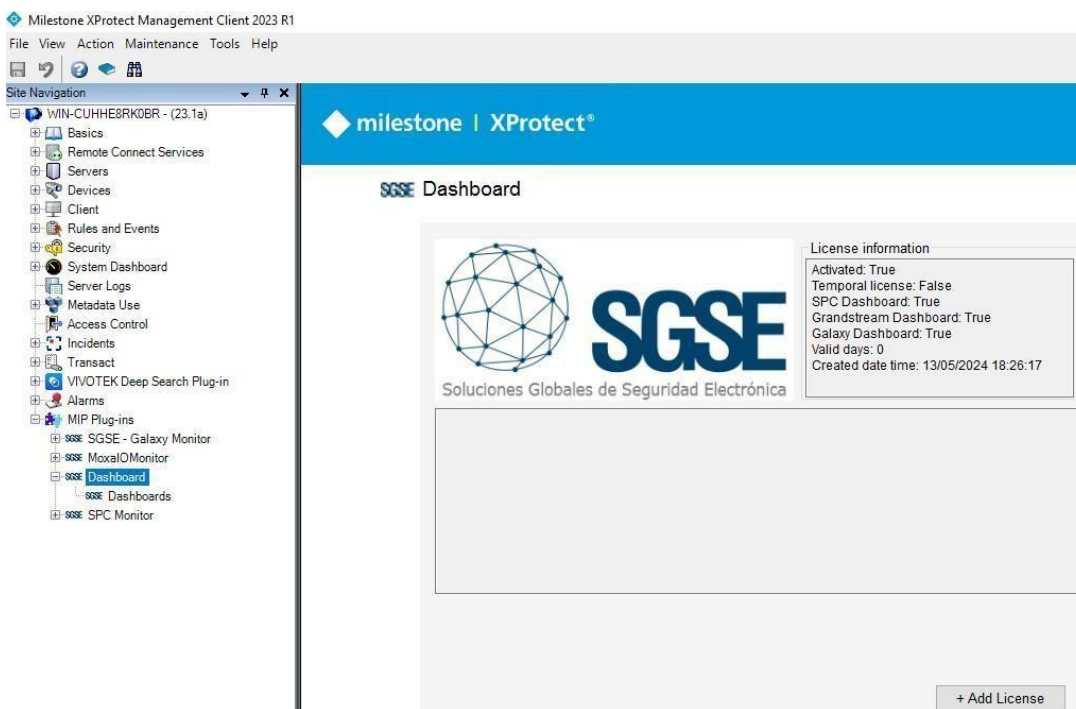 Milestone XProtect Management Client 2023 R1
File View Action Maintenance Tools Help
Site Navigation
WIN-CUHHE8RK0BR - (23.1a)
Basics
Remote Connect Services
Servers
Devices
Client
Rules and Events
Security
System Dashboard
Server Logs
Metadata Use
Access Control
Incidents
Transact
VIVOTEK Deep Search Plug-in
Alarms
MIP Plug-ins
SGSE SGSE - Galaxy Monitor
SGSE MoxaIOMonitor
SGSE Dashboard
SGSE Dashboards
SGSE SPC Monitor
milestone | XProtect®
SGSE Dashboard
SGSE
Soluciones Globales de Seguridad Electrónica
License information
Activated: True
Temporal license: False
SPC Dashboard: True
Grandstream Dashboard: True
Galaxy Dashboard: True
Valid days: 0
Created date time: 13/05/2024 18:26:17
+ Add License